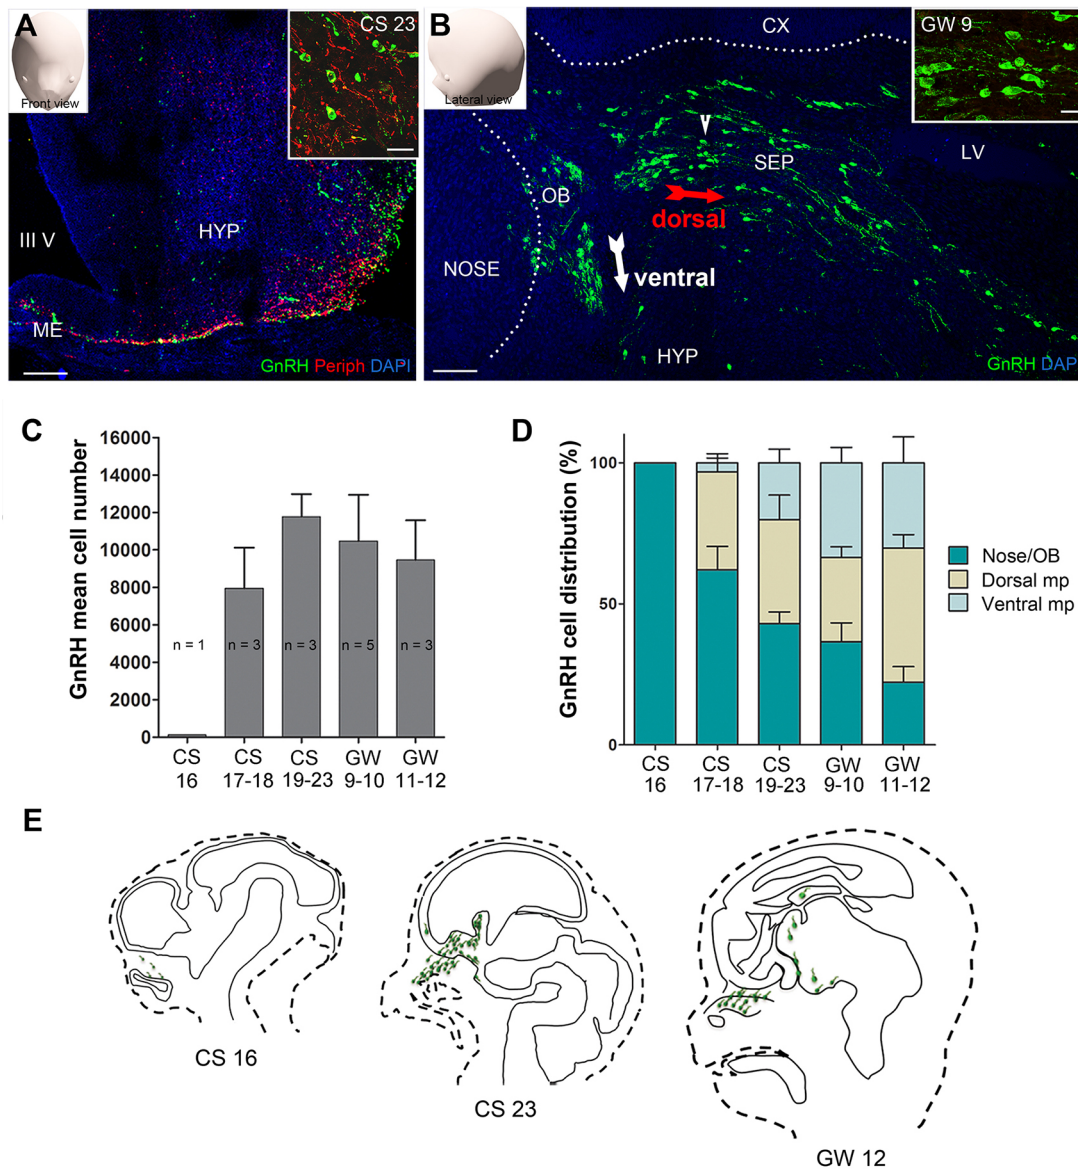 A
CS 23
Front view
HYP
III V
ME
GnRH Periph DAPI
B
CX
GW 9
Lateral view
SEP
LV
OB
dorsal
NOSE
ventral
HYP
GnRH DAP
C
GnRH mean cell number
16000
14000
12000
10000
8000
6000
4000
2000
0
n = 1
n = 3
n = 3
n = 5
n = 3
CS CS CS GW GW
16 17-18 19-23 9-10 11-12
D
GnRH cell distribution (%)
100
50
0
CS CS CS GW GW
16 17-18 19-23 9-10 11-12
Nose/OB
Dorsal mp
Ventral mp
E
CS 16
CS 23
GW 12